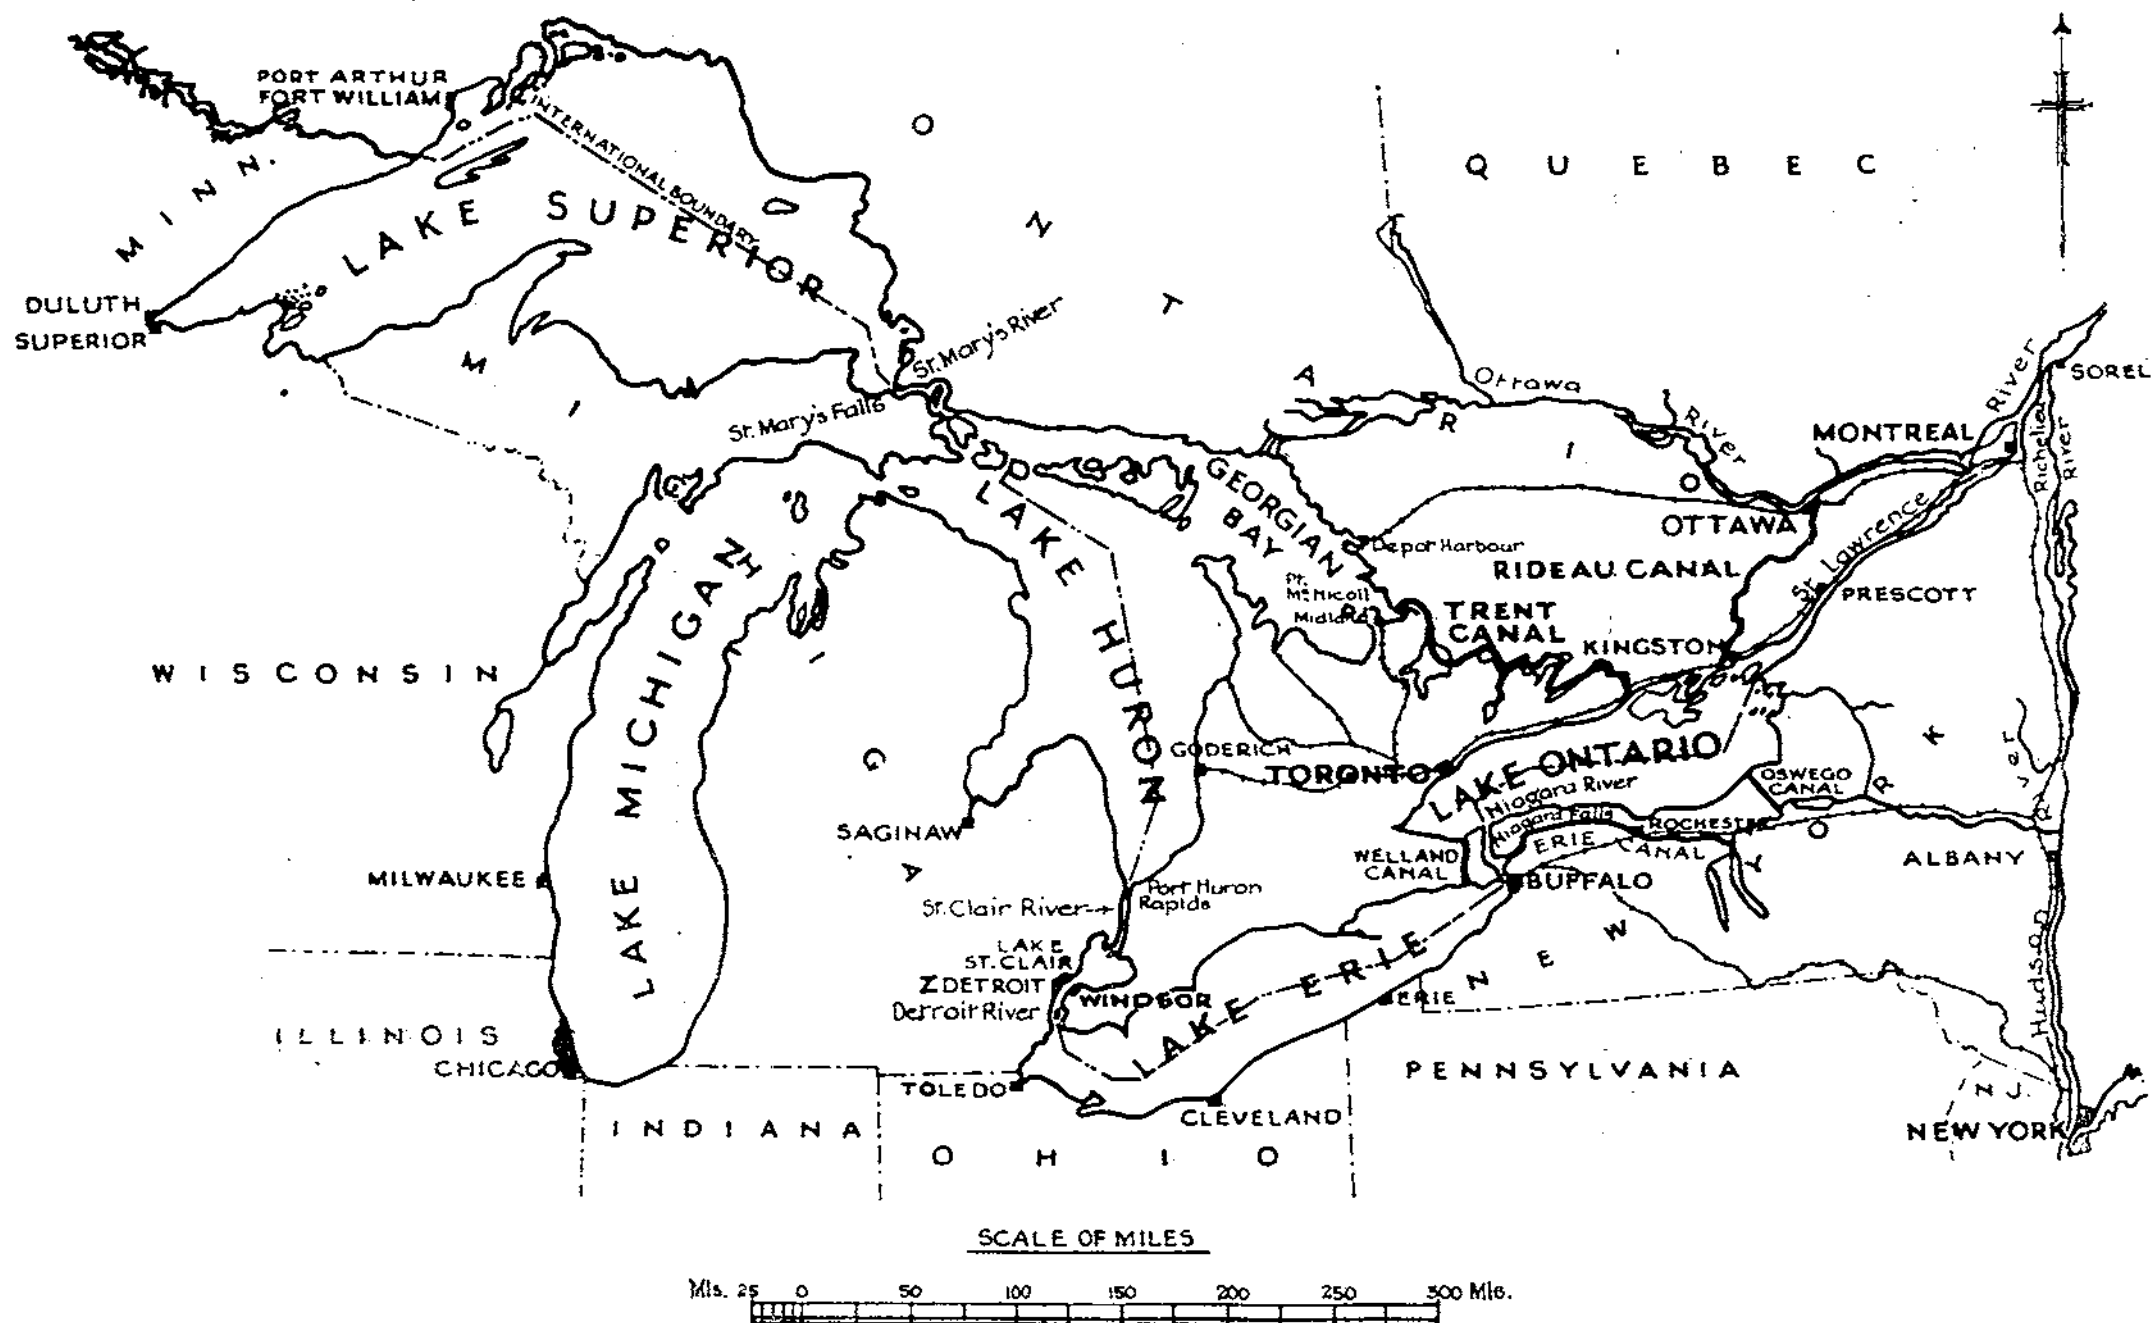 PORT ARTHUR
FORT WILLIAM
INTERNATIONAL BOUNDARY
MINN.
LAKE SUPERIOR
DULUTH
SUPERIOR
ONTARIO
QUEBEC
St. Mary's River
St. Mary's Falls
MICHIGAN
Ottawa River
MONTREAL
River
SOREL
Richelieu
River
GEORGIAN
BAY
OTTAWA
St. Lawrence
Depot Harbour
RIDEAU CANAL
Pt.
McNicoll
Midland
PRESCOTT
TRENT
CANAL
KINGSTON
LAKE HURON
LAKE MICHIGAN
WISCONSIN
GODERICH
TORONTO
LAKE ONTARIO
Niagara River
Niagara Falls
OSWEGO
CANAL
ROCHESTER
ERIE CANAL
WELLAND
CANAL
BUFFALO
ALBANY
SAGINAW
MILWAUKEE
Port Huron
Rapids
St. Clair River
LAKE
ST. CLAIR
DETROIT
Detroit River
WINDSOR
LAKE ERIE
ERIE
NEW YORK
Hudson River
ILLINOIS
CHICAGO
TOLEDO
CLEVELAND
PENNSYLVANIA
INDIANA
OHIO
N.J.
NEW YORK
SCALE OF MILES
Mls. 25 0 50 100 150 200 250 300 Mls.